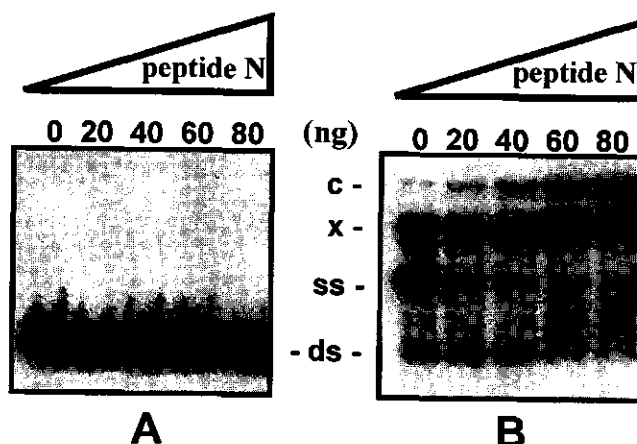 peptide N
peptide N
0 20 40 60 80
(ng)
0 20 40 60 80
c -
x -
ss -
- ds -
A
B